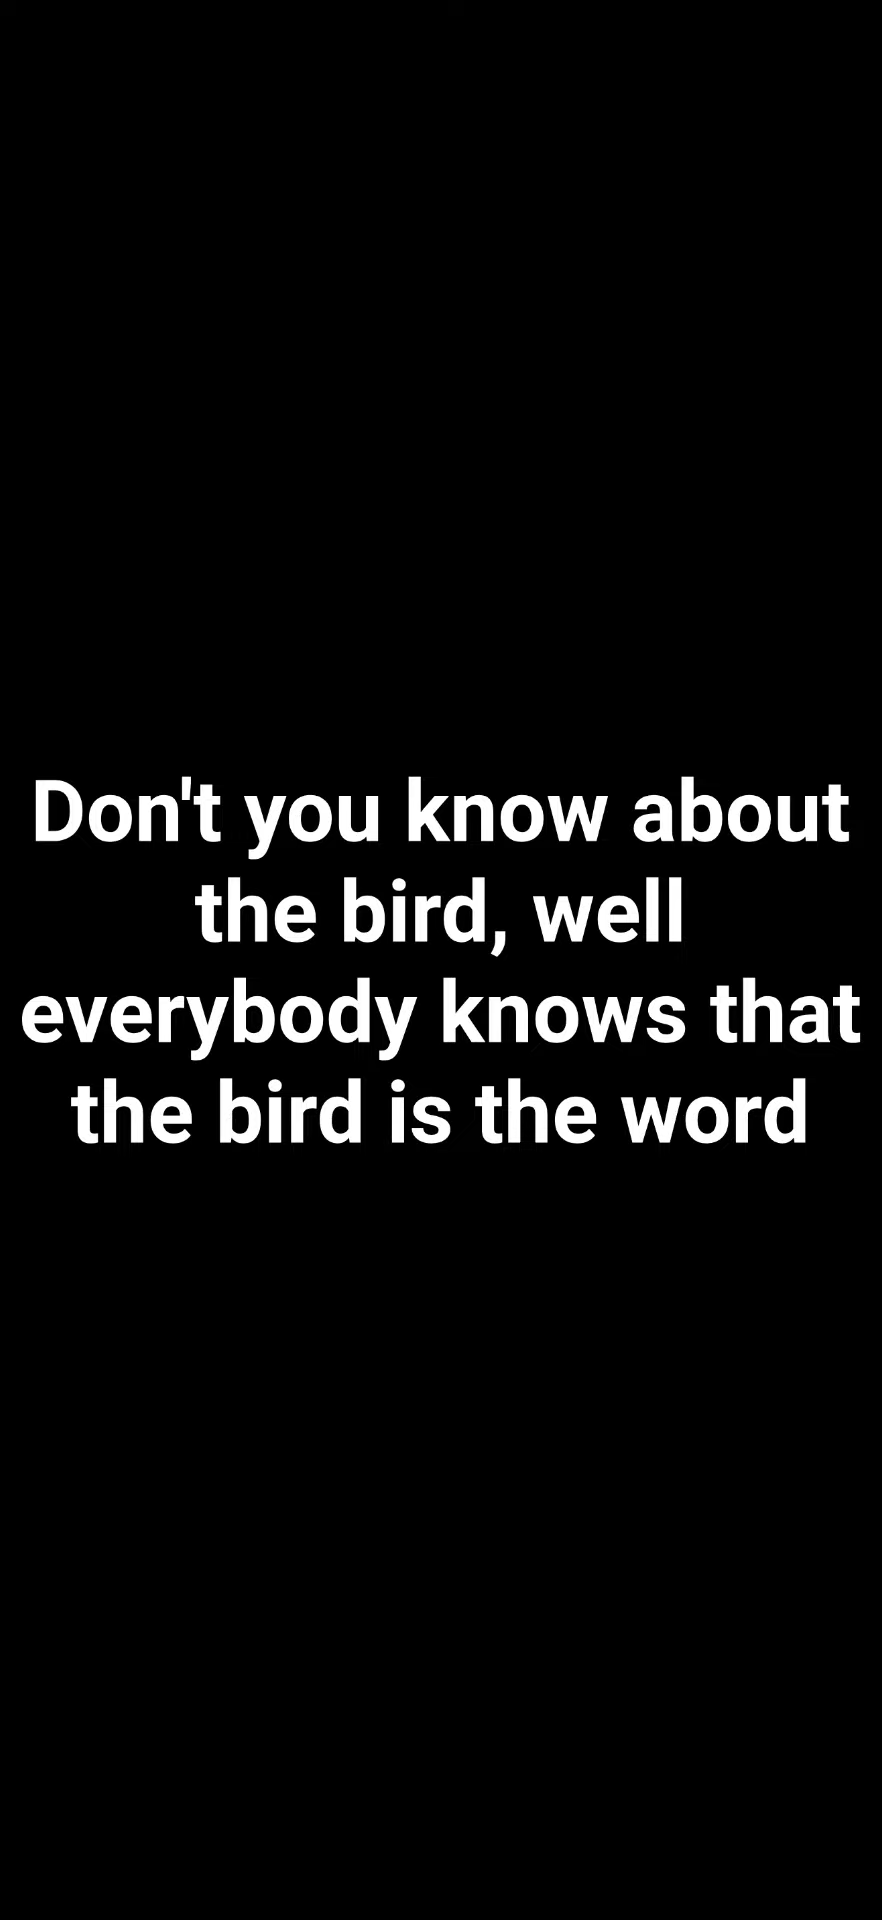 Don't you know about
the bird, well
everybody knows that
the bird is the word